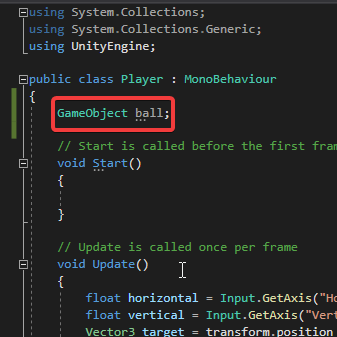 using System.Collections;
using System.Collections.Generic;
using UnityEngine;
public class Player : MonoBehaviour
{
GameObject ball;
// Start is called before the first fram
void Start()
{
}
// Update is called once per frame
void Update()
{
float horizontal = Input.GetAxis("Ho
float vertical = Input.GetAxis("Vert
Vector3 target = transform.position